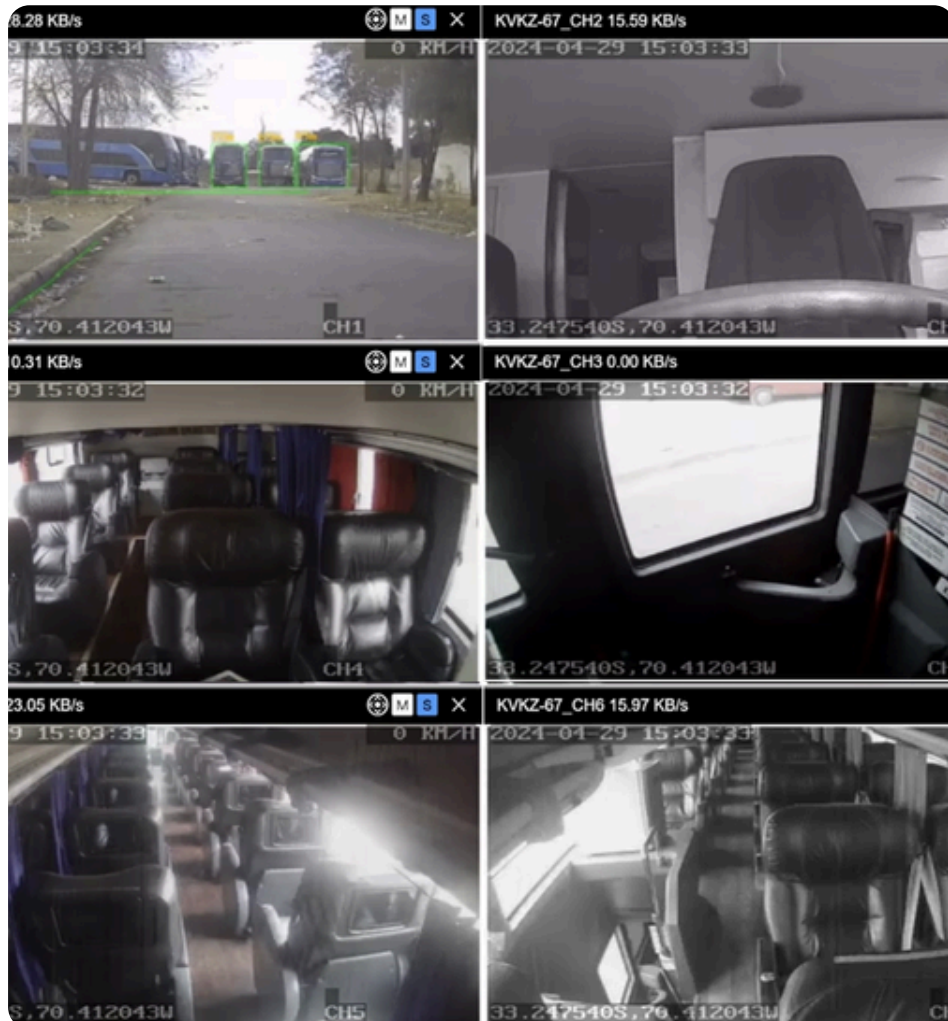 8.28 KB/s M S X
KVKZ-67_CH2 15.59 KB/s
9 15:03:34 0 KM/H
2024-04-29 15:03:33
S,70.412043W CH1
33.247540S,70.412043W CH
0.31 KB/s M S X
KVKZ-67_CH3 0.00 KB/s
9 15:03:32 0 KM/H
2024-04-29 15:03:32
S,70.412043W CH4
33.247540S,70.412043W CH
23.05 KB/s M S X
KVKZ-67_CH6 15.97 KB/s
9 15:03:33 0 KM/H
2024-04-29 15:03:33
S,70.412043W CH5
33.247540S,70.412043W CH